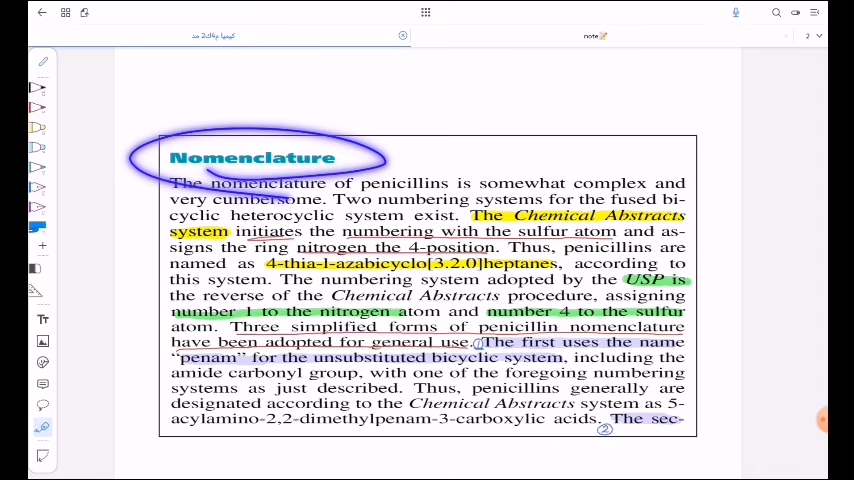 كيميا م4ك2 مد
note📝
2
Nomenclature
The nomenclature of penicillins is somewhat complex and
very cumbersome. Two numbering systems for the fused bi-
cyclic heterocyclic system exist. The Chemical Abstracts
system initiates the numbering with the sulfur atom and as-
signs the ring nitrogen the 4-position. Thus, penicillins are
named as 4-thia-l-azabicyclo[3.2.0]heptanes, according to
this system. The numbering system adopted by the USP is
the reverse of the Chemical Abstracts procedure, assigning
number 1 to the nitrogen atom and number 4 to the sulfur
atom. Three simplified forms of penicillin nomenclature
have been adopted for general use. ① The first uses the name
“penam” for the unsubstituted bicyclic system, including the
amide carbonyl group, with one of the foregoing numbering
systems as just described. Thus, penicillins generally are
designated according to the Chemical Abstracts system as 5-
acylamino-2,2-dimethylpenam-3-carboxylic acids. The sec-
②
Tт